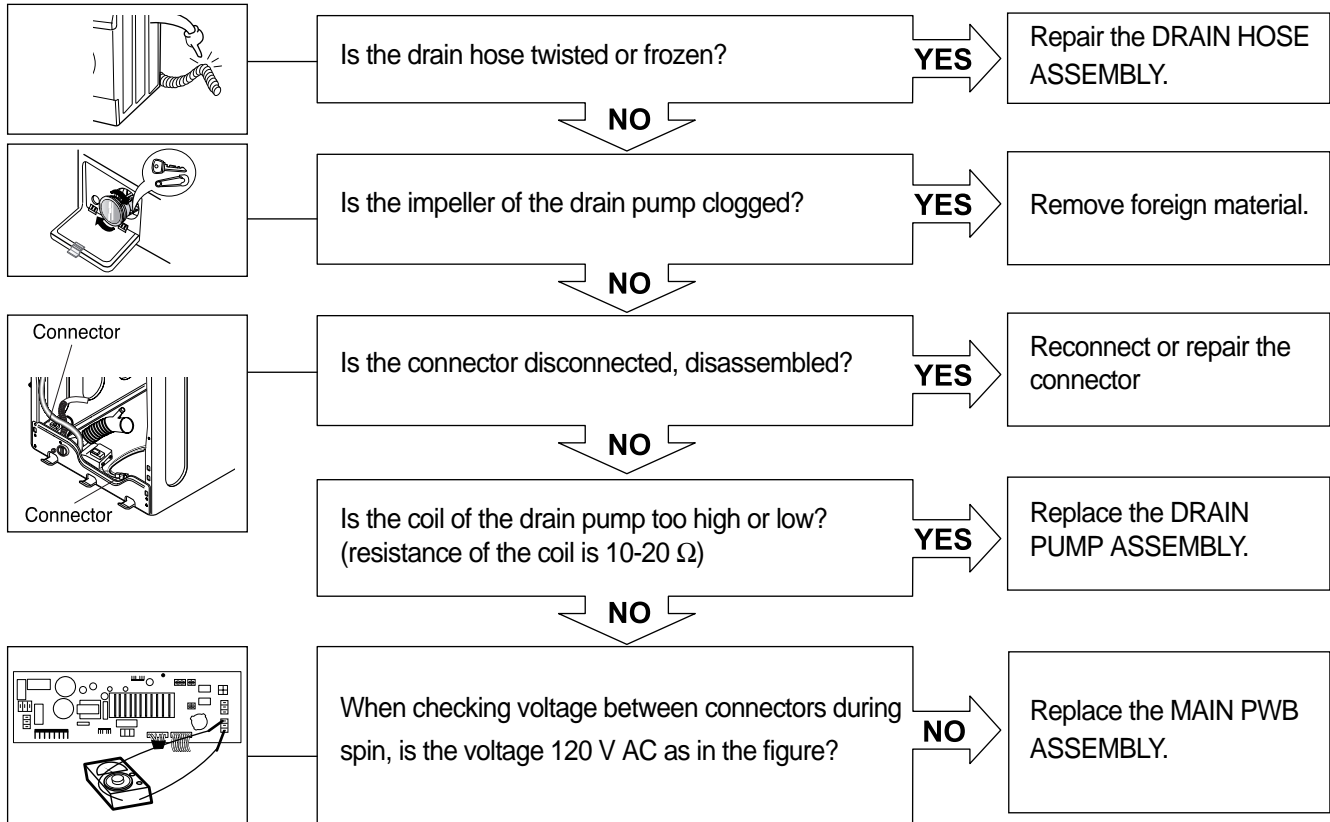 Is the drain hose twisted or frozen?
YES
Repair the DRAIN HOSE
ASSEMBLY.
NO
Is the impeller of the drain pump clogged?
YES
Remove foreign material.
NO
Connector
Connector
Is the connector disconnected, disassembled?
YES
Reconnect or repair the
connector
NO
Is the coil of the drain pump too high or low?
(resistance of the coil is 10-20 Ω)
YES
Replace the DRAIN
PUMP ASSEMBLY.
NO
When checking voltage between connectors during
spin, is the voltage 120 V AC as in the figure?
NO
Replace the MAIN PWB
ASSEMBLY.